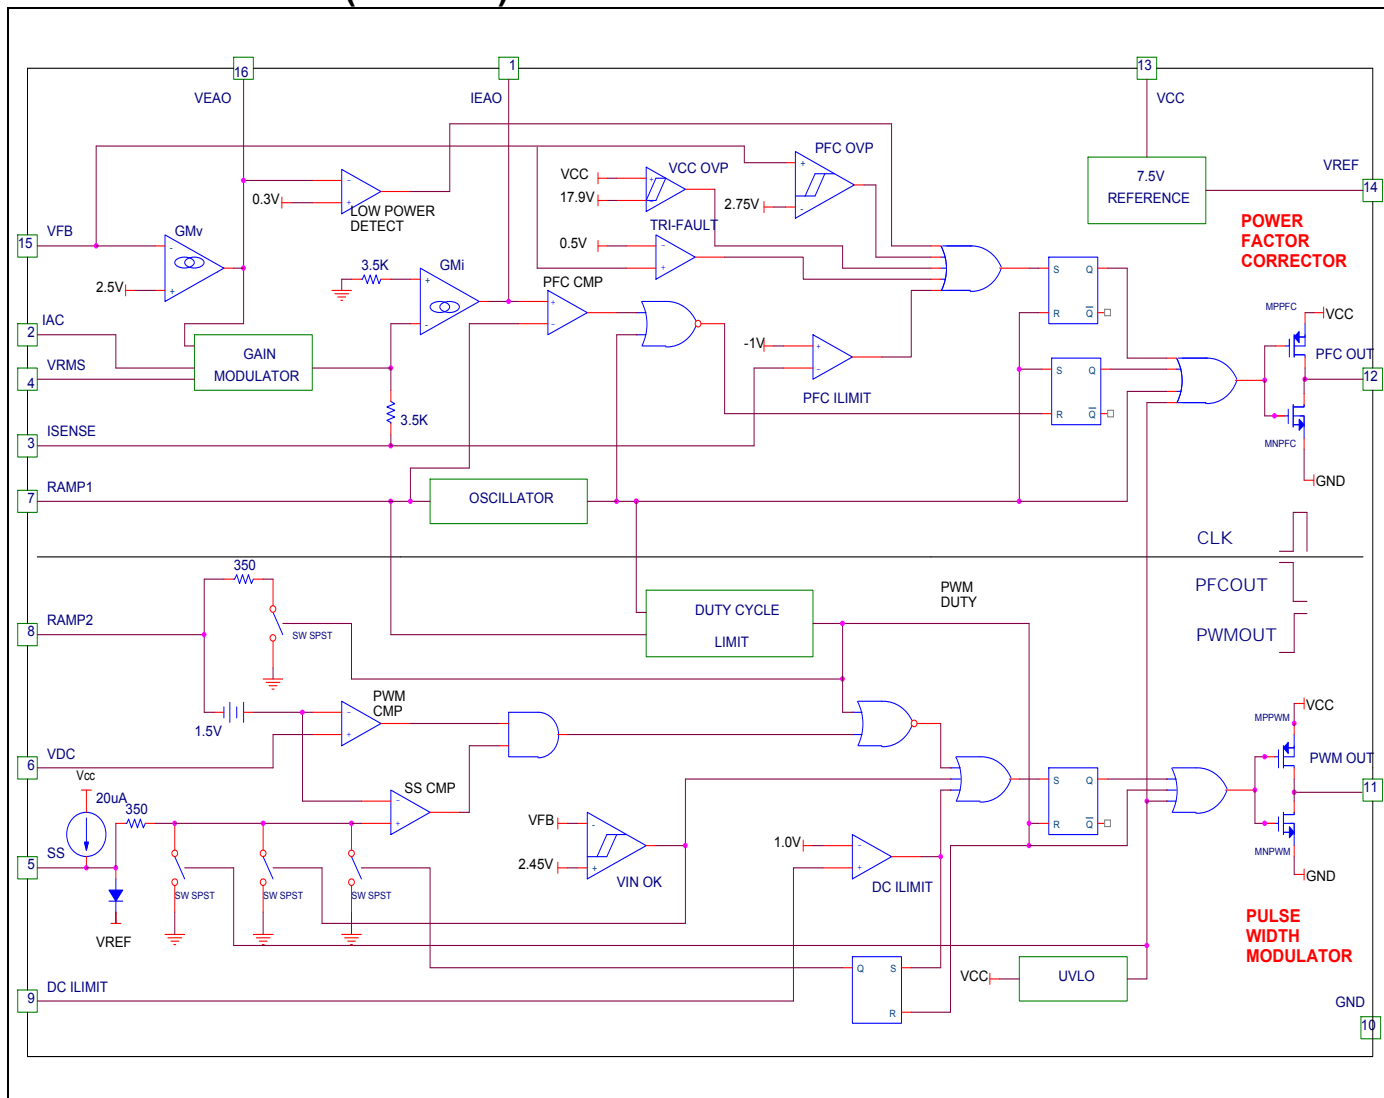 16
1
13
VEAO
IEAO
VCC
PFC OVP
VCC OVP
VCC
17.9V
0.3V
LOW POWER
DETECT
2.75V
7.5V
REFERENCE
VREF
14
TRI-FAULT
POWER
FACTOR
CORRECTOR
15
VFB
GMv
0.5V
2.5V
3.5K
GMi
PFC CMP
S
Q
R
Q
MPPFC
VCC
2
IAC
GAIN
MODULATOR
-1V
PFC OUT
12
4
VRMS
PFC ILIMIT
S
Q
R
Q
3.5K
MNPFC
3
ISENSE
GND
7
RAMP1
OSCILLATOR
CLK
350
PWM
DUTY
PFCOUT
8
RAMP2
SW SPST
DUTY CYCLE
LIMIT
PWMOUT
1.5V
PWM
CMP
VCC
MPPWM
6
VDC
PWM OUT
Vcc
20uA
350
SS CMP
S
Q
R
Q
11
VFB
1.0V
MNPWM
5
SS
2.45V
VIN OK
DC ILIMIT
GND
SW SPST
SW SPST
SW SPST
VREF
PULSE
WIDTH
MODULATOR
Q
S
R
VCC
UVLO
9
DC ILIMIT
GND
10